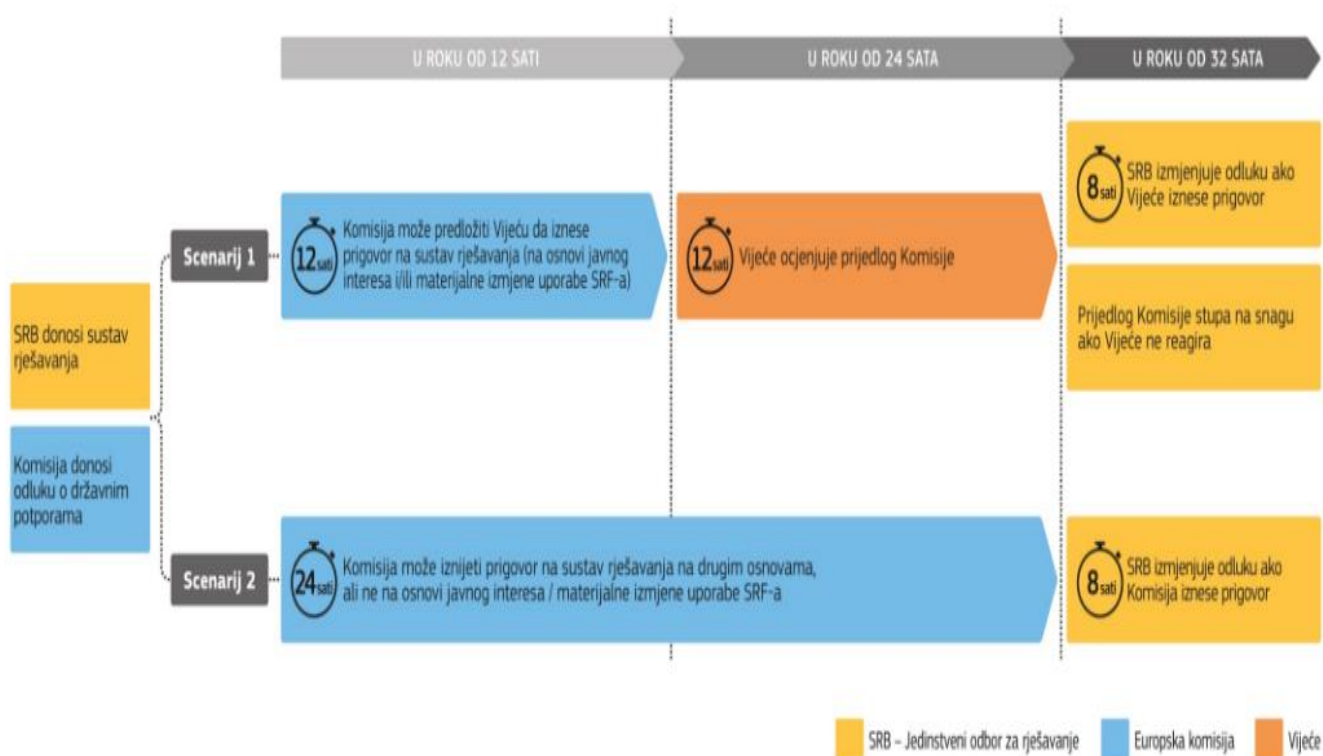 U ROKU OD 12 SATI
U ROKU OD 24 SATA
U ROKU OD 32 SATA
SRB donosi sustav
rješavanja
Komisija donosi
odluku o državnim
potporama
Scenarij 1
12 sati
Komisija može predložiti Vijeću da iznese
prigovor na sustav rješavanja (na osnovi javnog
interesa i/ili materijalne izmjene uporabe SRF-a)
12 sati
Vijeće ocjenjuje prijedlog Komisije
8 sati
SRB izmjenjuje odluku ako
Vijeće iznese prigovor
Prijedlog Komisije stupa na snagu
ako Vijeće ne reagira
Scenarij 2
24 sati
Komisija može iznijeti prigovor na sustav rješavanja na drugim osnovama,
ali ne na osnovi javnog interesa / materijalne izmjene uporabe SRF-a
8 sati
SRB izmjenjuje odluku ako
Komisija iznese prigovor
SRB – Jedinstveni odbor za rješavanje
Europska komisija
Vijeće